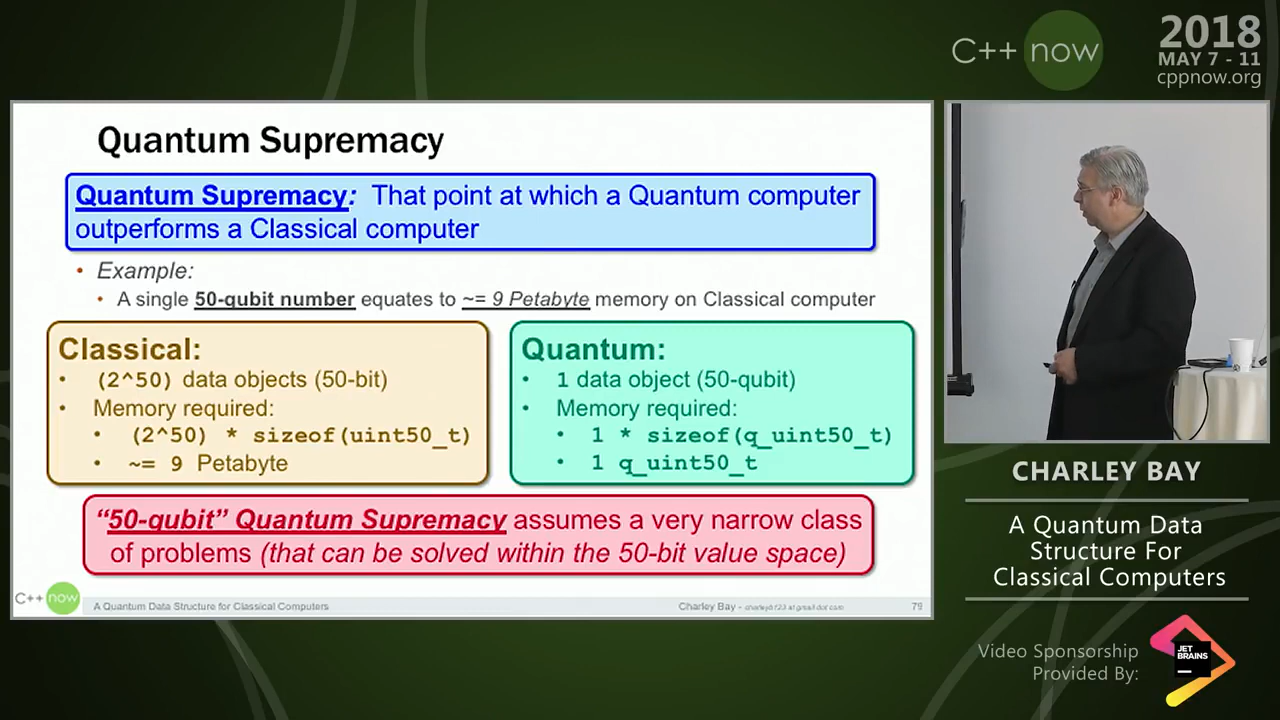 C++ now
2018
MAY 7 - 11
cppnow.org
Quantum Supremacy
Quantum Supremacy: That point at which a Quantum computer
outperforms a Classical computer
• Example:
• A single 50-qubit number equates to ~= 9 Petabyte memory on Classical computer
Classical:
• (2^50) data objects (50-bit)
• Memory required:
• (2^50) * sizeof(uint50_t)
• ~= 9 Petabyte
Quantum:
• 1 data object (50-qubit)
• Memory required:
• 1 * sizeof(q_uint50_t)
• 1 q_uint50_t
“50-qubit” Quantum Supremacy assumes a very narrow class
of problems (that can be solved within the 50-bit value space)
C++ now
A Quantum Data Structure for Classical Computers
Charley Bay - charleyb123 at gmail dot com
79
CHARLEY BAY
A Quantum Data
Structure For
Classical Computers
Video Sponsorship
Provided By:
JET
BRAINS